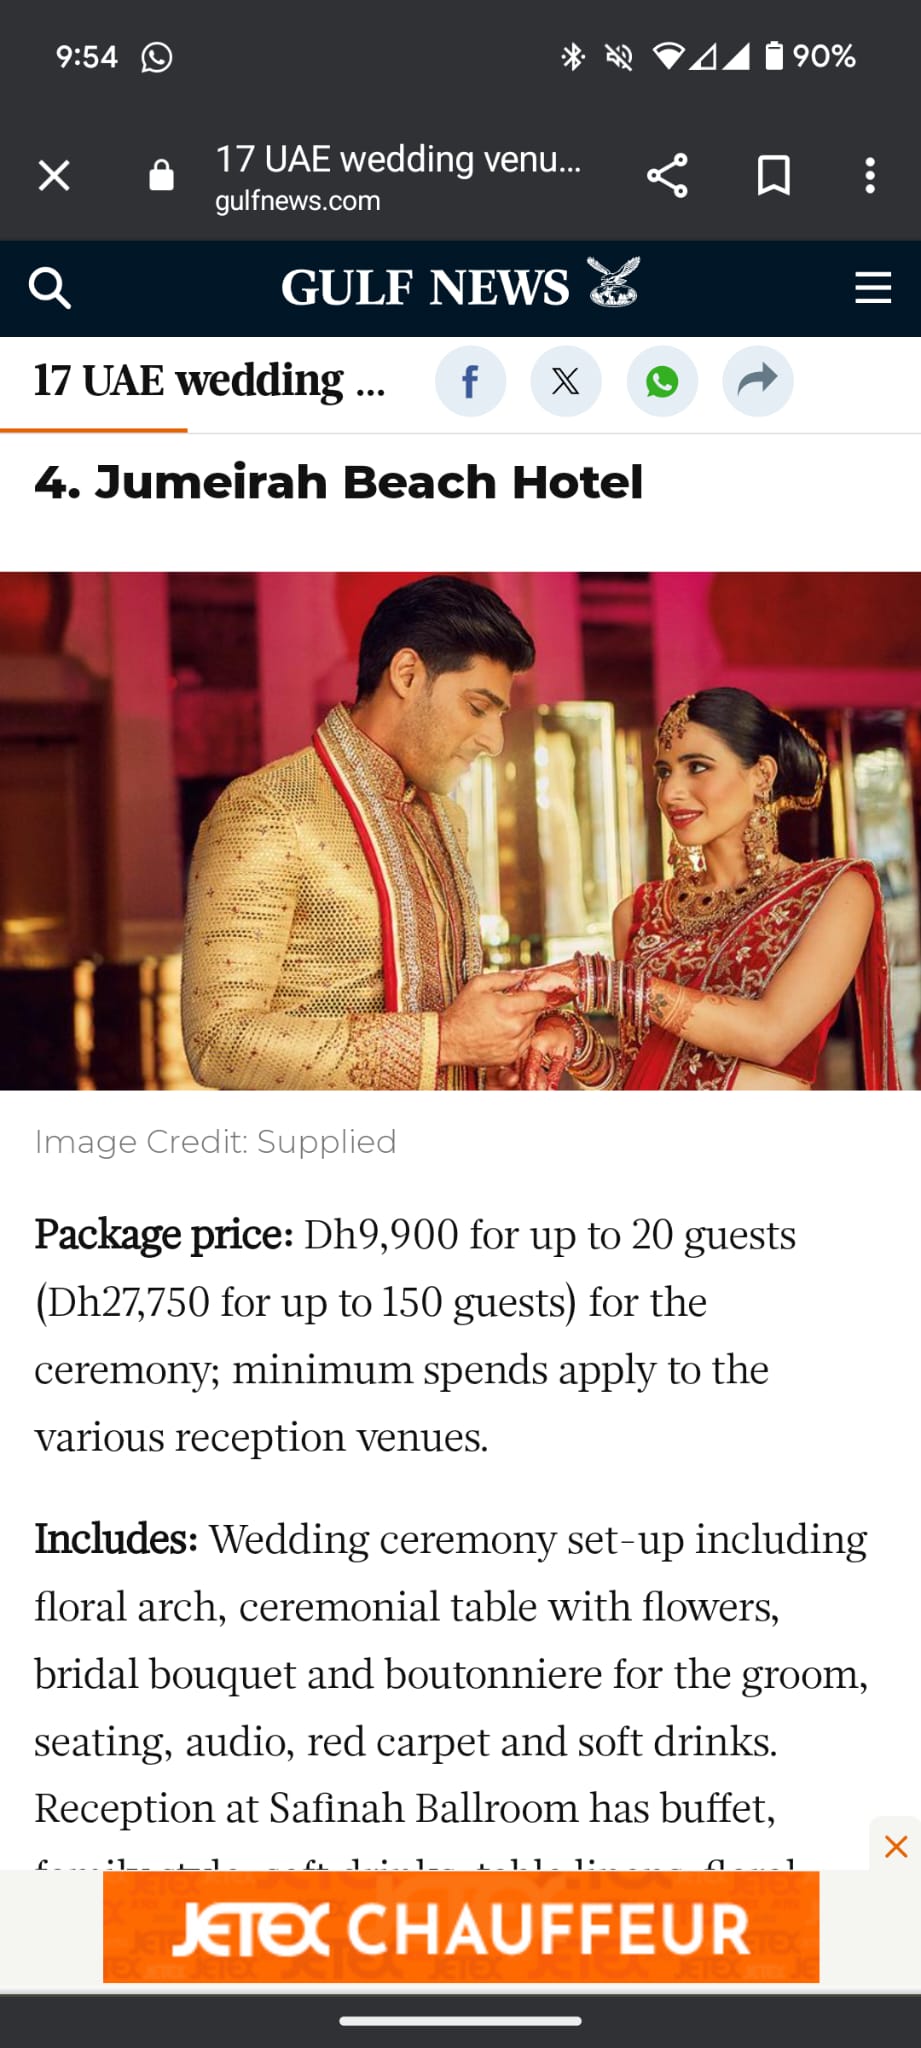 9:54
90%
17 UAE wedding venu...
gulfnews.com
GULF NEWS
17 UAE wedding ...
4. Jumeirah Beach Hotel
Image Credit: Supplied
Package price: Dh9,900 for up to 20 guests
(Dh27,750 for up to 150 guests) for the
ceremony; minimum spends apply to the
various reception venues.
Includes: Wedding ceremony set-up including
floral arch, ceremonial table with flowers,
bridal bouquet and boutonniere for the groom,
seating, audio, red carpet and soft drinks.
Reception at Safinah Ballroom has buffet,
JETEX CHAUFFEUR